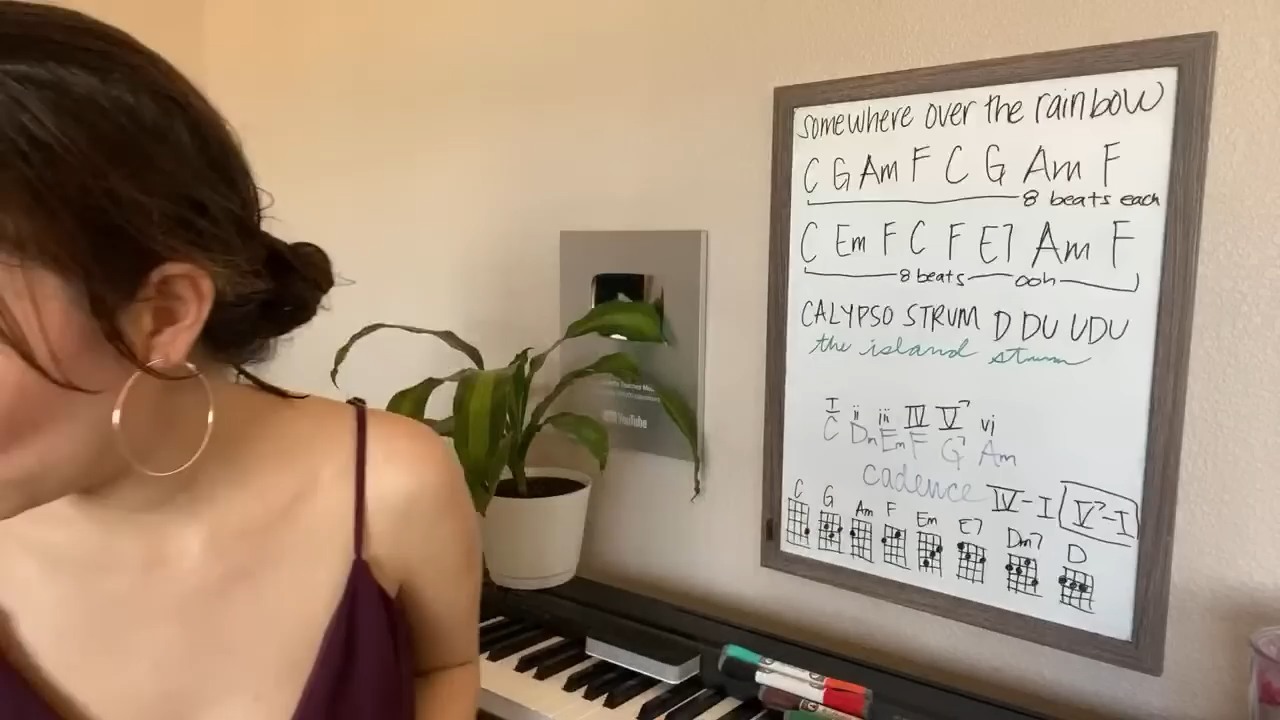 somewhere over the rainbow
C G Am F C G Am F
8 beats each
C Em F C F E7 Am F
8 beats ooh
CALYPSO STRUM D DU UDU
the island strum
I ii iii IV V7 vi
C Dm Em F G7 Am
cadence IV-I V7-I
C G Am F Em E7 Dm7 D
YouTube